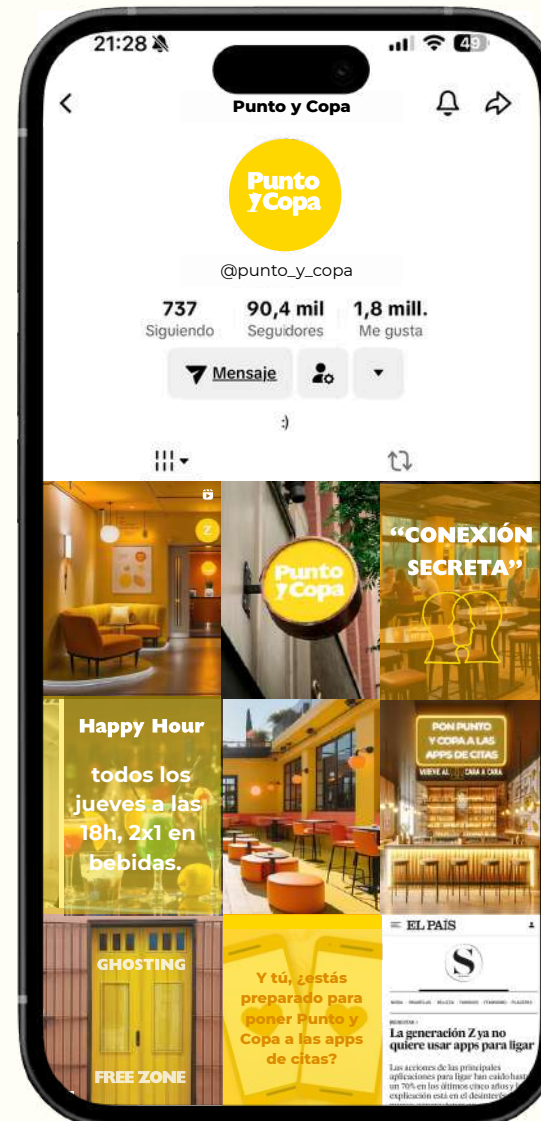 21:28
49
Punto y Copa
Punto
y Copa
@punto_y_copa
737
90,4 mil
1,8 mill.
Siguiendo
Seguidores
Me gusta
Mensaje
:)
Z
Punto
y Copa
“CONEXIÓN
SECRETA”
Happy Hour
todos los
jueves a las
18h, 2x1 en
bebidas.
PON PUNTO
Y COPA A LAS
APPS DE CITAS
VUELVE AL CARA A CARA
GHOSTING
FREE ZONE
Y tú, ¿estás
preparado para
poner Punto y
Copa a las apps
de citas?
EL PAÍS
S
MODA
BELLEZA
PLACERES
BIENESTAR
La generación Z ya no
quiere usar apps para ligar
Las acciones de las principales
aplicaciones para ligar han caído hasta
un 70% en los últimos cinco años y
explicación está en el desinterés